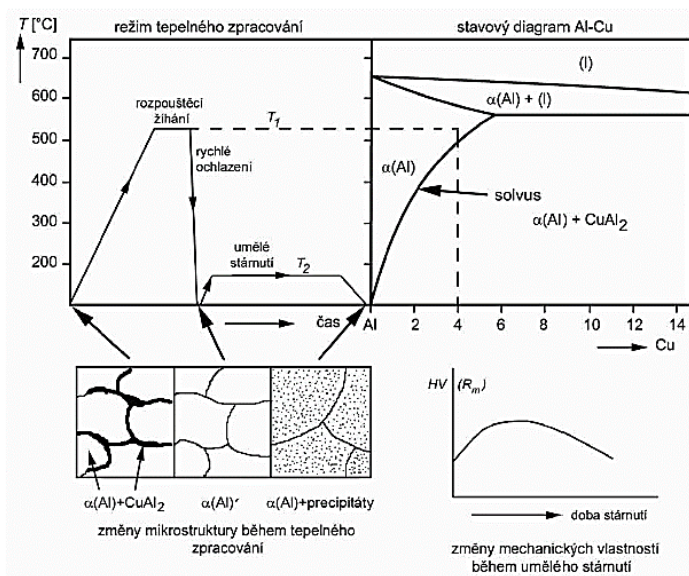 T [°C]
režim tepelného zpracování
stavový diagram Al-Cu
700
600
500
400
300
200
rozpouštěcí
žíhání
T1
rychlé
ochlazení
umělé
stárnutí
T2
čas
(l)
α(Al) + (l)
α(Al)
solvus
α(Al) + CuAl2
Al 2 4 6 8 10 14
Cu
α(Al)+CuAl2
α(Al)´
α(Al)+precipitáty
změny mikrostruktury během tepelného
zpracování
HV (Rm)
doba stárnutí
změny mechanických vlastností
během umělého stárnutí